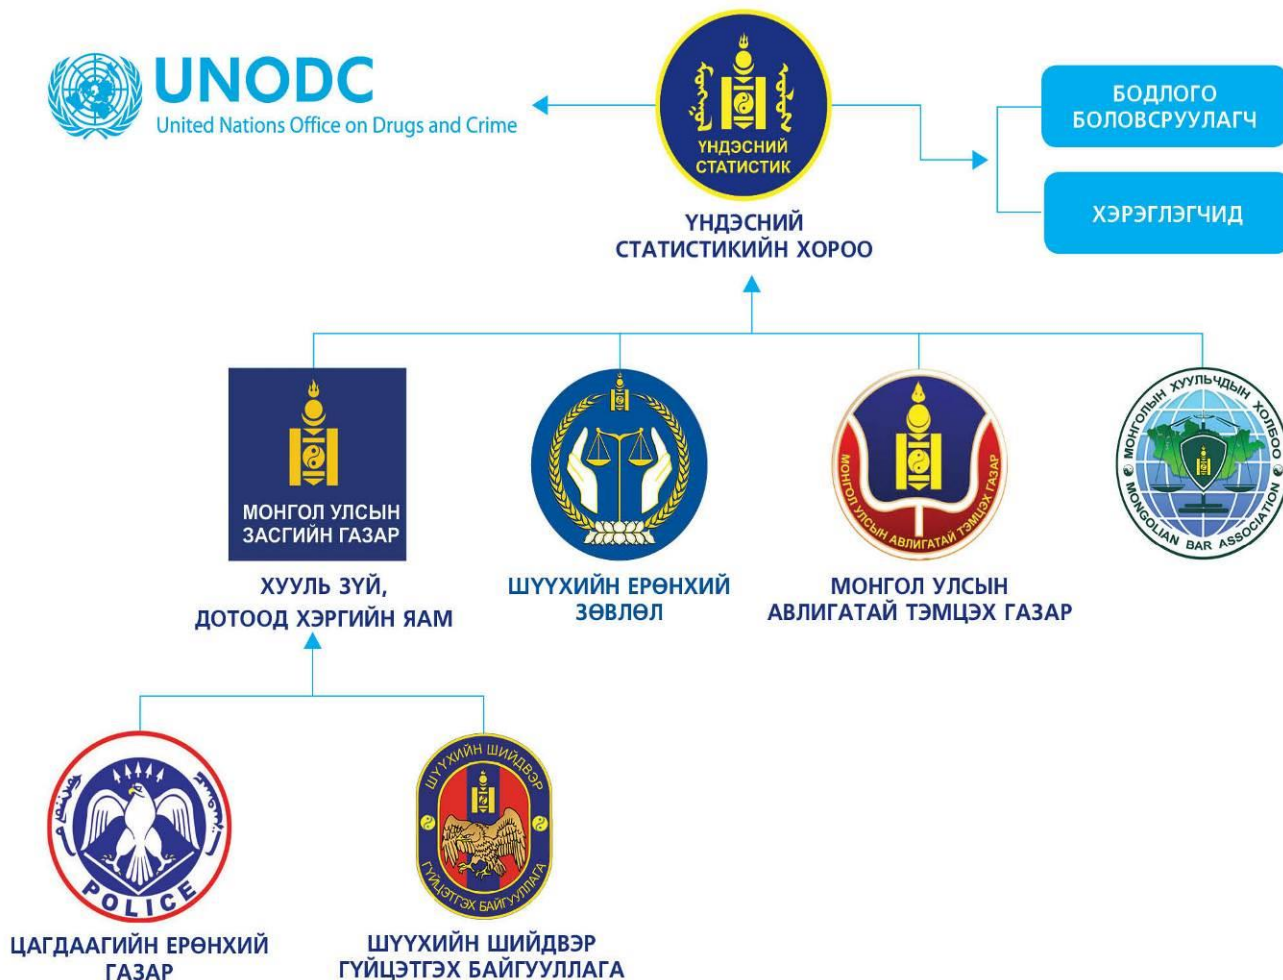 UNODC
United Nations Office on Drugs and Crime
ҮНДЭСНИЙ
СТАТИСТИК
ҮНДЭСНИЙ
СТАТИСТИКИЙН ХОРОО
БОДЛОГО
БОЛОВСРУУЛАГЧ
ХЭРЭГЛЭГЧИД
МОНГОЛ УЛСЫН
ЗАСГИЙН ГАЗАР
ХУУЛЬ ЗҮЙ,
ДОТООД ХЭРГИЙН ЯАМ
ШҮҮХИЙН ЕРӨНХИЙ
ЗӨВЛӨЛ
МОНГОЛ УЛСЫН АВЛИГАТАЙ ТЭМЦЭХ ГАЗАР
МОНГОЛ УЛСЫН
АВЛИГАТАЙ ТЭМЦЭХ ГАЗАР
МОНГОЛЫН ХУУЛЬЧДЫН ХОЛБОО
MONGOLIAN BAR ASSOCIATION
POLICE
ЦАГДААГИЙН ЕРӨНХИЙ
ГАЗАР
ШҮҮХИЙН ШИЙДВЭР
ГҮЙЦЭТГЭХ БАЙГУУЛЛАГА
ШҮҮХИЙН ШИЙДВЭР
ГҮЙЦЭТГЭХ БАЙГУУЛЛАГА